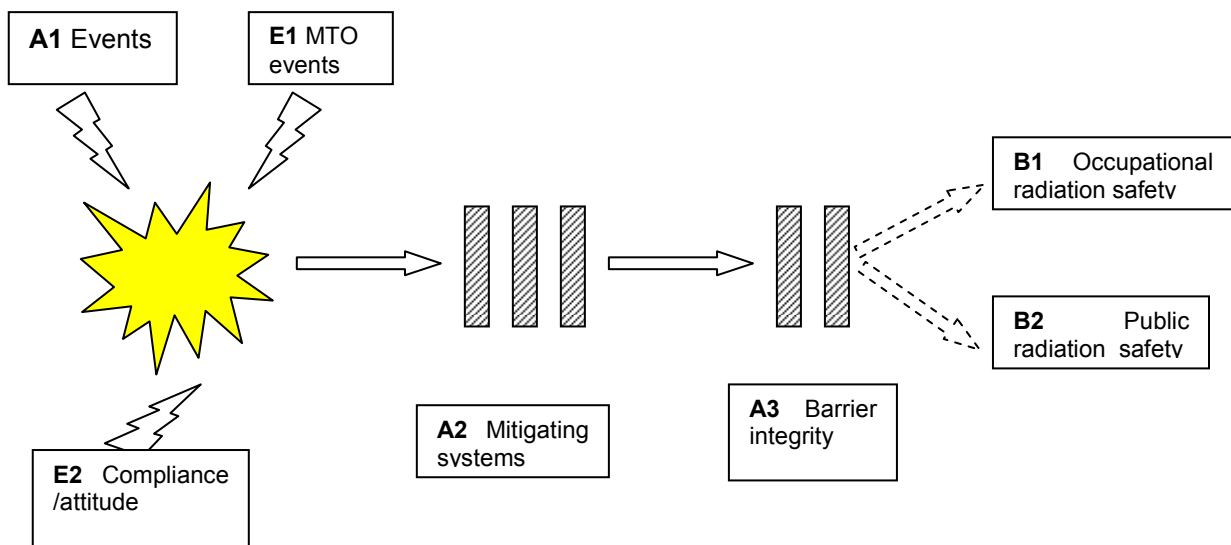 A1 Events
E1 MTO
events
B1 Occupational
radiation safety
B2 Public
radiation safety
A2 Mitigating
systems
A3 Barrier
integrity
E2 Compliance
/attitude